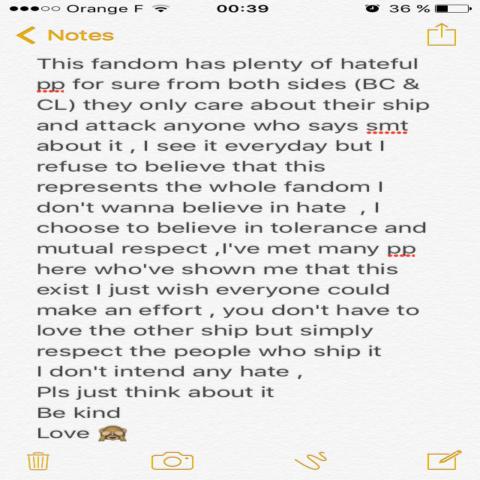 Orange F 00:39 36 %
Notes
This fandom has plenty of hateful
pp for sure from both sides (BC &
CL) they only care about their ship
and attack anyone who says smt
about it , I see it everyday but I
refuse to believe that this
represents the whole fandom I
don't wanna believe in hate , I
choose to believe in tolerance and
mutual respect ,I've met many pp
here who've shown me that this
exist I just wish everyone could
make an effort , you don't have to
love the other ship but simply
respect the people who ship it
I don't intend any hate ,
Pls just think about it
Be kind
Love 🙈